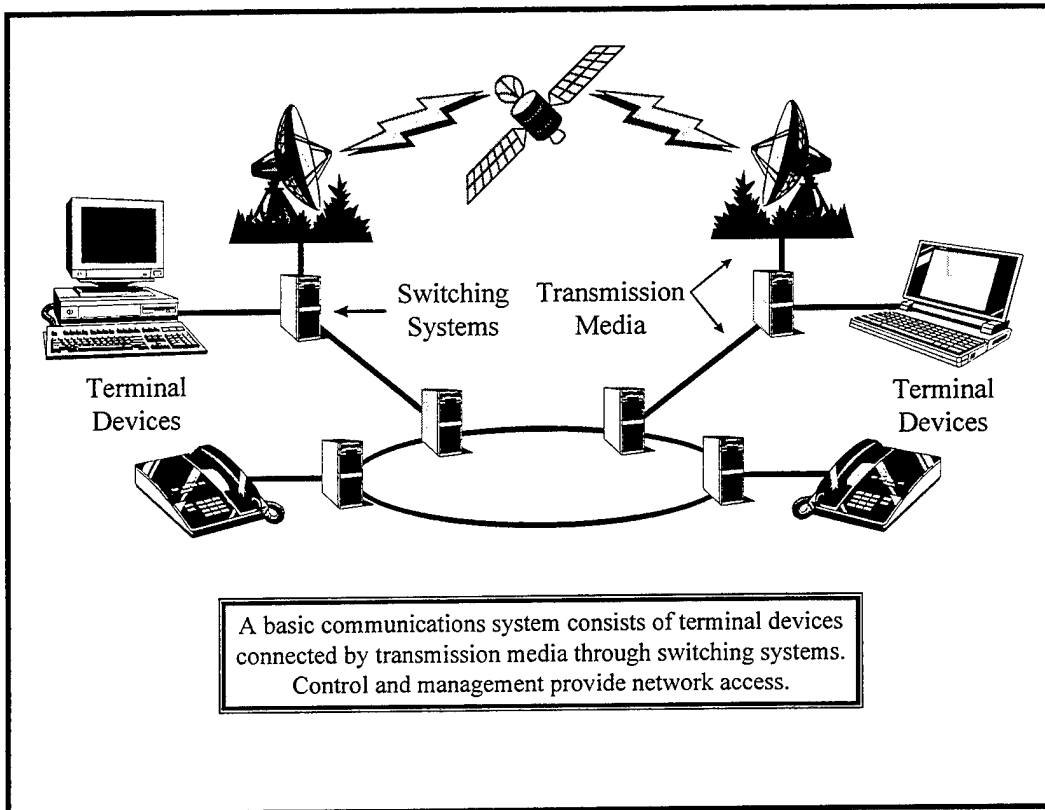 Switching
Systems
Transmission
Media
Terminal
Devices
Terminal
Devices
A basic communications system consists of terminal devices
connected by transmission media through switching systems.
Control and management provide network access.